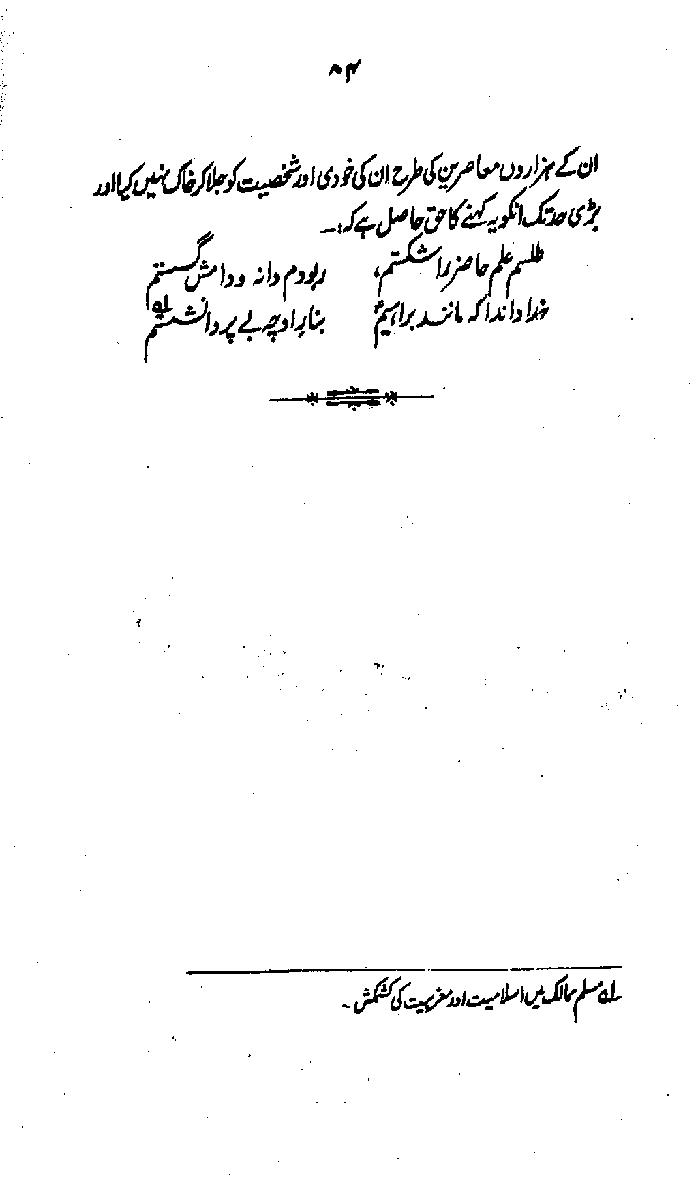 ۸۴
ان کے ہزاروں معاصرین کی طرح ان کی خودی اور شخصیت کو جلا کر خاک نہیں کیا اور
بڑی حد تک انکو یہ کہنے کا حق حاصل ہے کہ:۔
طلسم علم حاضر را شکستم، ربودم دانہ و دامش گسستم
خدا داند کہ مانند براہیمؑ بنار او چہ بے پروا نشستم لہ
لہ مسلم ممالک میں اسلامیت اور مغربیت کی کشمکش۔